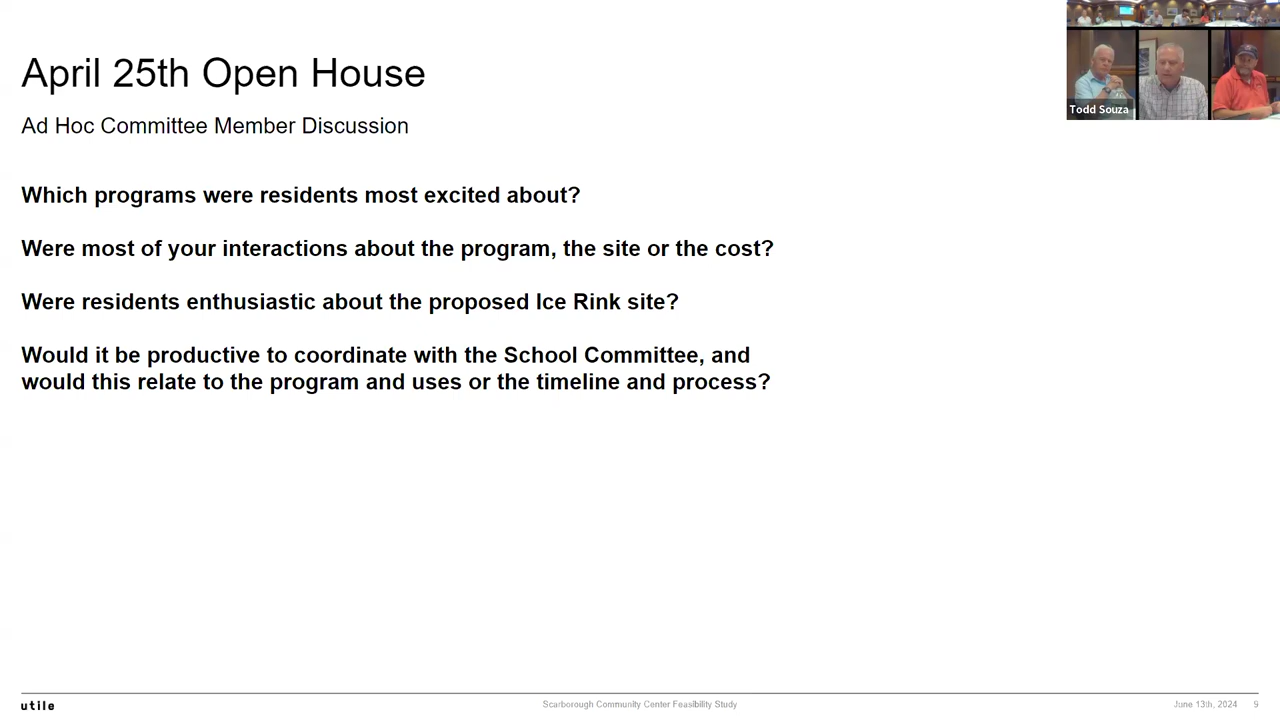 April 25th Open House
Ad Hoc Committee Member Discussion
Which programs were residents most excited about?
Were most of your interactions about the program, the site or the cost?
Were residents enthusiastic about the proposed Ice Rink site?
Would it be productive to coordinate with the School Committee, and
would this relate to the program and uses or the timeline and process?
Todd Souza
utile
Scarborough Community Center Feasibility Study
June 13th, 2024
9